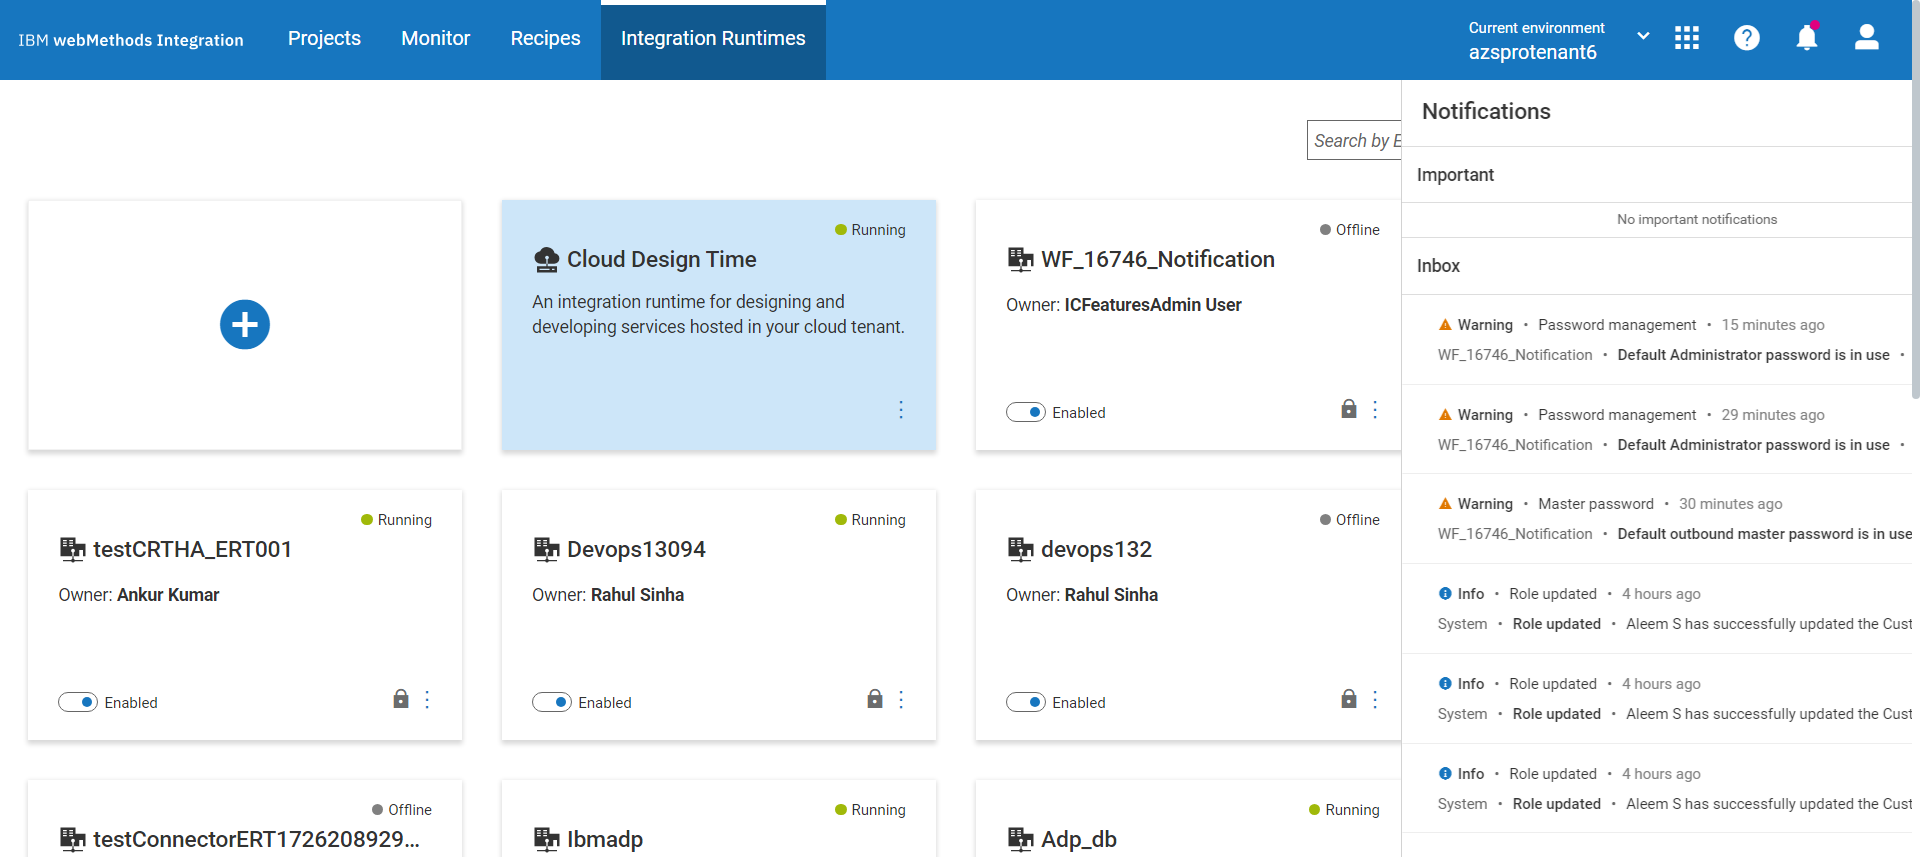 IBM webMethods Integration
Projects
Monitor
Recipes
Integration Runtimes
Current environment
azsprotenant6
Search by E
Running
Cloud Design Time
An integration runtime for designing and
developing services hosted in your cloud tenant.
Offline
WF_16746_Notification
Owner: ICFeaturesAdmin User
Enabled
Running
testCRTHA_ERT001
Owner: Ankur Kumar
Enabled
Running
Devops13094
Owner: Rahul Sinha
Enabled
Offline
devops132
Owner: Rahul Sinha
Enabled
Offline
testConnectorERT1726208929...
Running
Ibmadp
Running
Adp_db
Notifications
Important
No important notifications
Inbox
Warning • Password management • 15 minutes ago
WF_16746_Notification • Default Administrator password is in use •
Warning • Password management • 29 minutes ago
WF_16746_Notification • Default Administrator password is in use •
Warning • Master password • 30 minutes ago
WF_16746_Notification • Default outbound master password is in use
Info • Role updated • 4 hours ago
System • Role updated • Aleem S has successfully updated the Cust
Info • Role updated • 4 hours ago
System • Role updated • Aleem S has successfully updated the Cust
Info • Role updated • 4 hours ago
System • Role updated • Aleem S has successfully updated the Cust